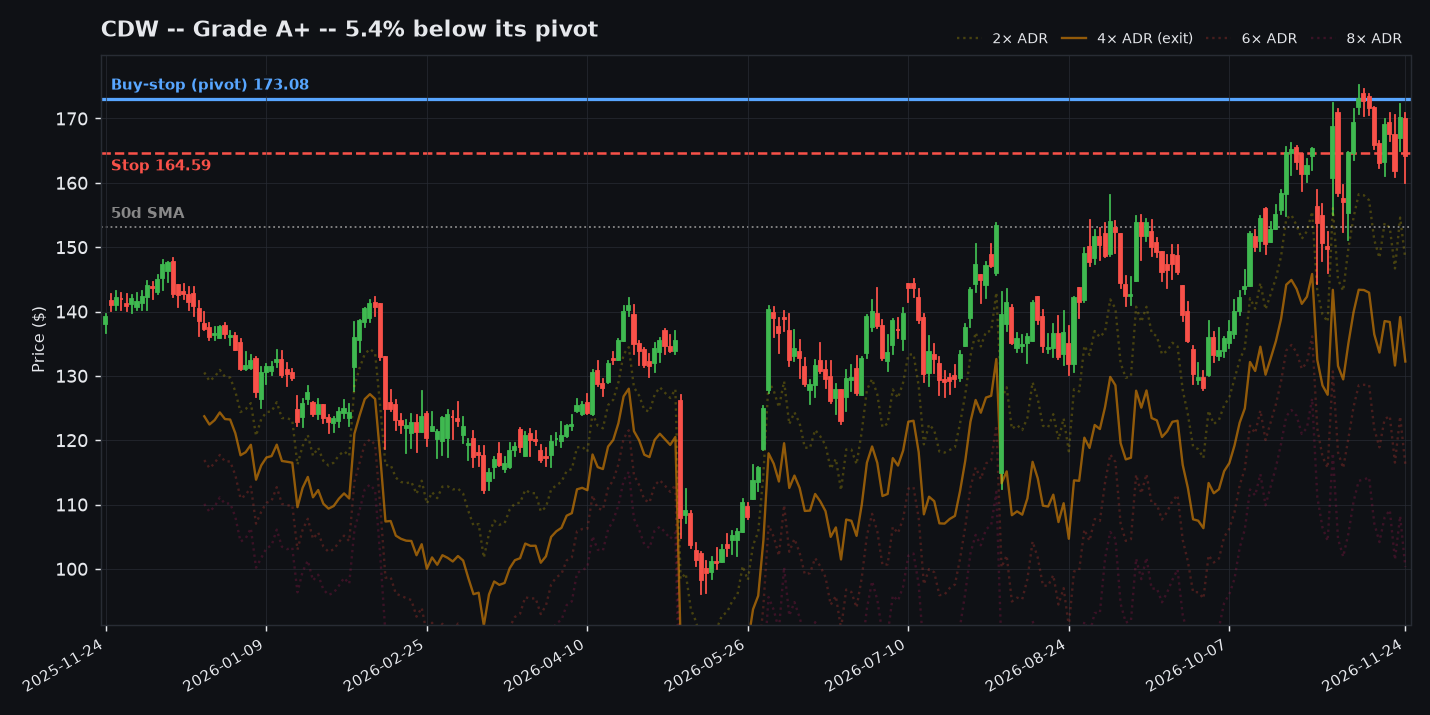 CDW -- Grade A+ -- 5.4% below its pivot
2× ADR
4× ADR (exit)
6× ADR
8× ADR
Buy-stop (pivot) 173.08
Stop 164.59
50d SMA
Price ($)
170
160
150
140
130
120
110
100
2025-11-24
2026-01-09
2026-02-25
2026-04-10
2026-05-26
2026-07-10
2026-08-24
2026-10-07
2026-11-24